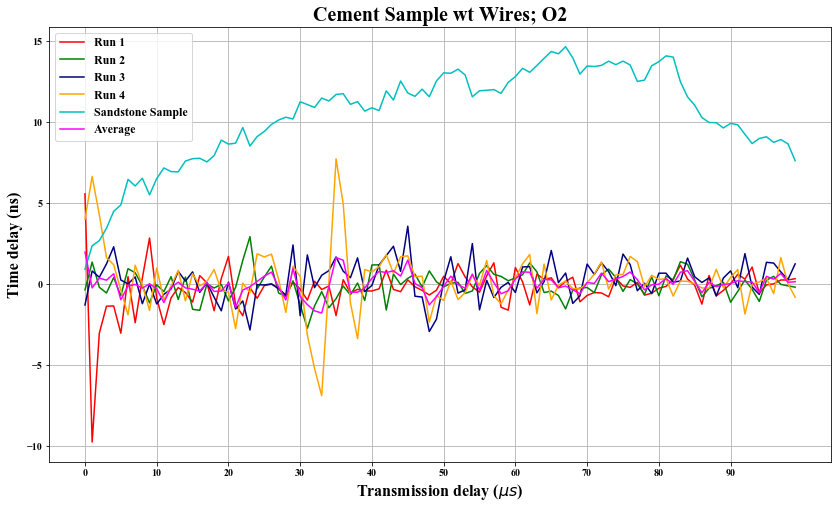 Cement Sample wt Wires; O2
Run 1
Run 2
Run 3
Run 4
Sandstone Sample
Average
Time delay (ns)
15
10
5
0
−5
−10
0 10 20 30 40 50 60 70 80 90
Transmission delay (μs)